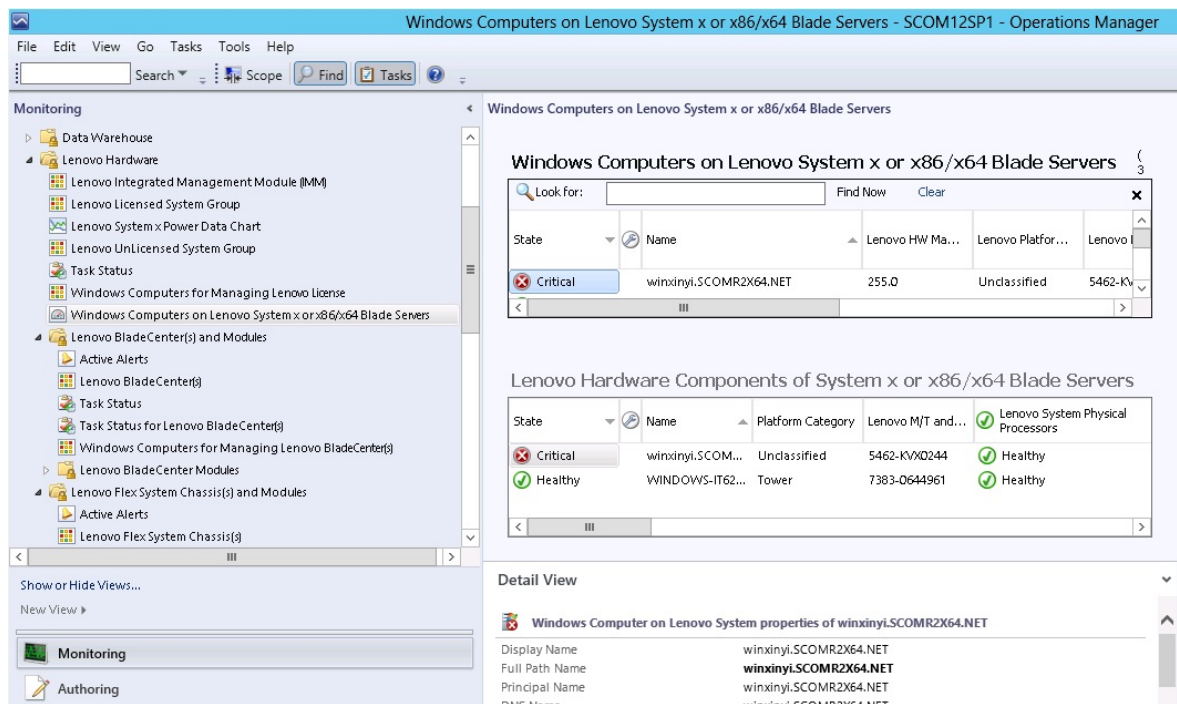 Windows Computers on Lenovo System x or x86/x64 Blade Servers - SCOM12SP1 - Operations Manager
File Edit View Go Tasks Tools Help
Search Scope Find Tasks
Monitoring
Data Warehouse
Lenovo Hardware
Lenovo Integrated Management Module (IMM)
Lenovo Licensed System Group
Lenovo System x Power Data Chart
Lenovo UnLicensed System Group
Task Status
Windows Computers for Managing Lenovo License
Windows Computers on Lenovo System x or x86/x64 Blade Servers
Lenovo BladeCenter(s) and Modules
Active Alerts
Lenovo BladeCenter(s)
Task Status
Task Status for Lenovo BladeCenter(s)
Windows Computers for Managing Lenovo BladeCenter(s)
Lenovo BladeCenter Modules
Lenovo Flex System Chassis(s) and Modules
Active Alerts
Lenovo Flex System Chassis(s)
Show or Hide Views...
New View
Monitoring
Authoring
Windows Computers on Lenovo System x or x86/x64 Blade Servers
Windows Computers on Lenovo System x or x86/x64 Blade Servers (3
Look for: Find Now Clear
State Name Lenovo HW Ma... Lenovo Platfor... Lenovo
Critical winxinyi.SCOMR2X64.NET 255.0 Unclassified 5462-KV
Lenovo Hardware Components of System x or x86/x64 Blade Servers
State Name Platform Category Lenovo M/T and... Lenovo System Physical Processors
Critical winxinyi.SCOM... Unclassified 5462-KVX0244 Healthy
Healthy WINDOWS-IT62... Tower 7383-0644961 Healthy
Detail View
Windows Computer on Lenovo System properties of winxinyi.SCOMR2X64.NET
Display Name winxinyi.SCOMR2X64.NET
Full Path Name winxinyi.SCOMR2X64.NET
Principal Name winxinyi.SCOMR2X64.NET